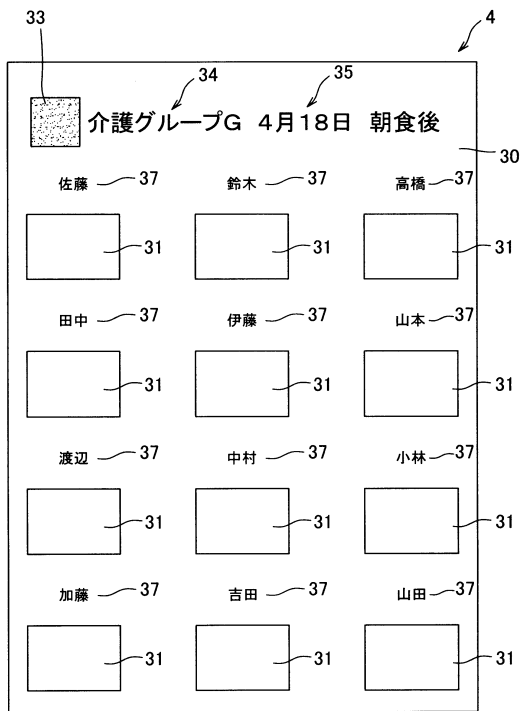 33 34 35 4
介護グループG 4月18日 朝食後
30
佐藤 37 鈴木 37 高橋 37
31 31 31
田中 37 伊藤 37 山本 37
31 31 31
渡辺 37 中村 37 小林 37
31 31 31
加藤 37 吉田 37 山田 37
31 31 31